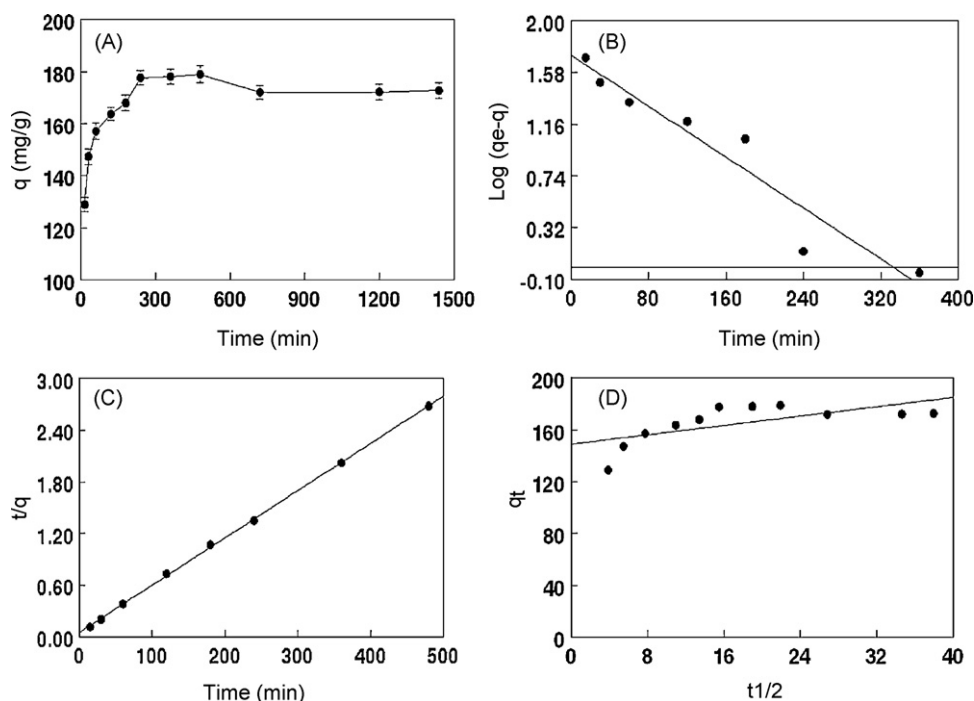 (A)
q (mg/g)
200
180
160
140
120
100
0 300 600 900 1200 1500
Time (min)
(B)
Log (qe-q)
2.00
1.58
1.16
0.74
0.32
-0.10
0 80 160 240 320 400
Time (min)
(C)
t/q
3.00
2.40
1.80
1.20
0.60
0.00
0 100 200 300 400 500
Time (min)
(D)
qt
200
160
120
80
40
0
0 8 16 24 32 40
t1/2